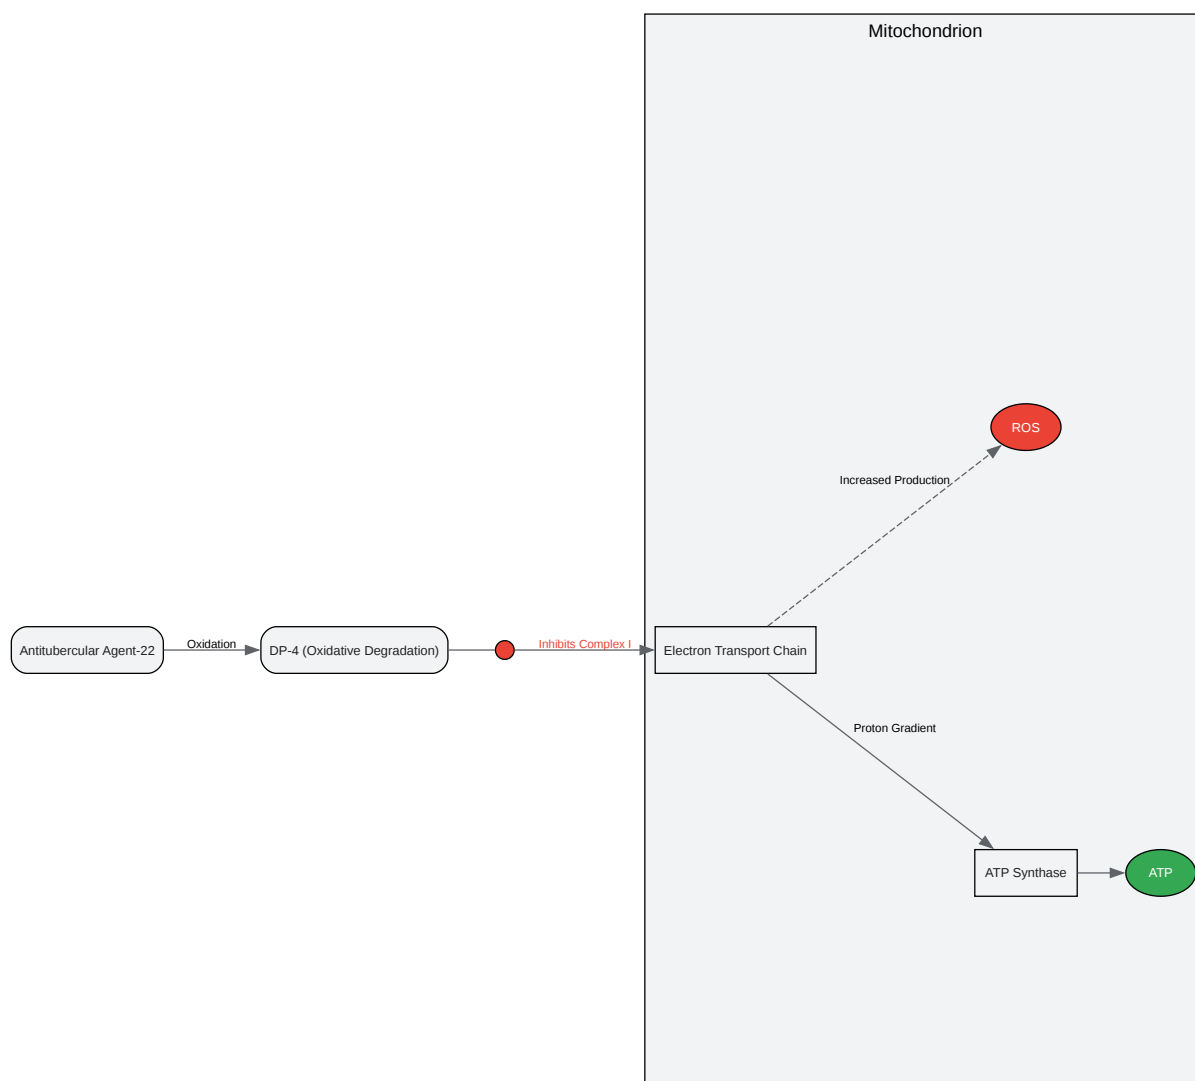 Mitochondrion
ROS
Increased Production
Antitubercular Agent-22
Oxidation
DP-4 (Oxidative Degradation)
Inhibits Complex I
Electron Transport Chain
Proton Gradient
ATP Synthase
ATP